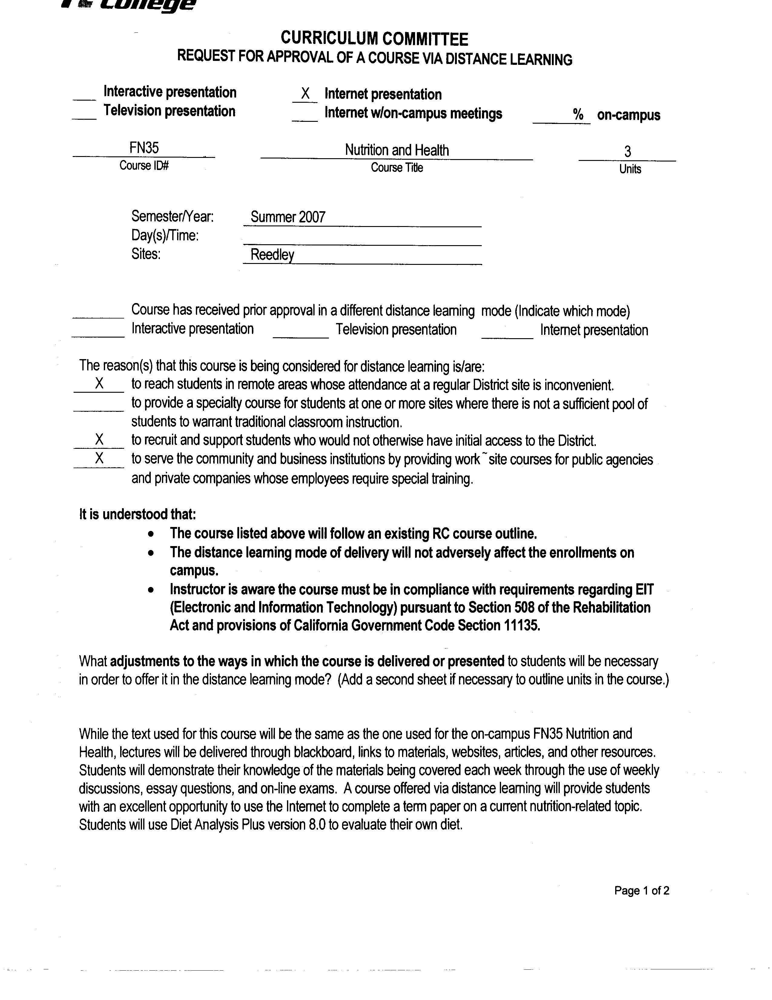 College
CURRICULUM COMMITTEE
REQUEST FOR APPROVAL OF A COURSE VIA DISTANCE LEARNING
Interactive presentation X Internet presentation
Television presentation Internet w/on-campus meetings % on-campus
FN35 Nutrition and Health 3
Course ID# Course Title Units
Semester/Year: Summer 2007
Day(s)/Time:
Sites: Reedley
Course has received prior approval in a different distance learning mode (Indicate which mode)
Interactive presentation Television presentation Internet presentation
The reason(s) that this course is being considered for distance learning is/are:
X to reach students in remote areas whose attendance at a regular District site is inconvenient.
to provide a specialty course for students at one or more sites where there is not a sufficient pool of
students to warrant traditional classroom instruction.
X to recruit and support students who would not otherwise have initial access to the District.
X to serve the community and business institutions by providing work ~ site courses for public agencies
and private companies whose employees require special training.
It is understood that:
• The course listed above will follow an existing RC course outline.
• The distance learning mode of delivery will not adversely affect the enrollments on
campus.
• Instructor is aware the course must be in compliance with requirements regarding EIT
(Electronic and Information Technology) pursuant to Section 508 of the Rehabilitation
Act and provisions of California Government Code Section 11135.
What adjustments to the ways in which the course is delivered or presented to students will be necessary
in order to offer it in the distance learning mode? (Add a second sheet if necessary to outline units in the course.)
While the text used for this course will be the same as the one used for the on-campus FN35 Nutrition and
Health, lectures will be delivered through blackboard, links to materials, websites, articles, and other resources.
Students will demonstrate their knowledge of the materials being covered each week through the use of weekly
discussions, essay questions, and on-line exams. A course offered via distance learning will provide students
with an excellent opportunity to use the Internet to complete a term paper on a current nutrition-related topic.
Students will use Diet Analysis Plus version 8.0 to evaluate their own diet.
Page 1 of 2